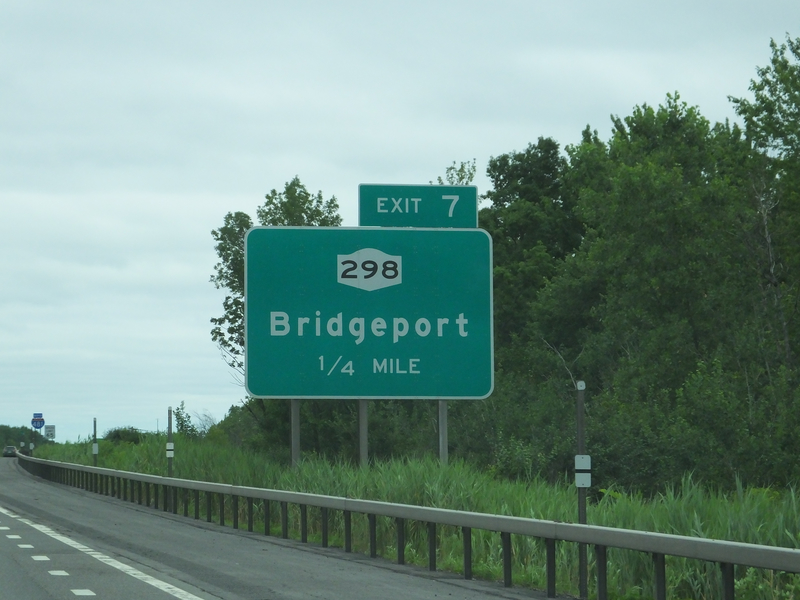 EXIT 7
298
Bridgeport
1/4 MILE